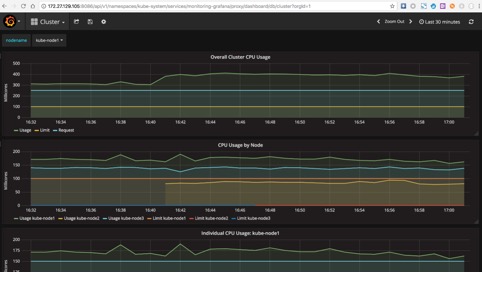 172.27.129.105:8080/api/v1/namespaces/kube-system/services/monitoring-grafana/proxy/dashboard/db/cluster?orgId=1
Cluster
Zoom Out
Last 30 minutes
nodename
kube-node1
Overall Cluster CPU Usage
500
400
300
200
100
0
Millicores
16:32 16:34 16:36 16:38 16:40 16:42 16:44 16:46 16:48 16:50 16:52 16:54 16:56 16:58 17:00
Usage Limit Request
CPU Usage by Node
200
150
100
50
0
Millicores
16:32 16:34 16:36 16:38 16:40 16:42 16:44 16:46 16:48 16:50 16:52 16:54 16:56 16:58 17:00
Usage kube-node1 Usage kube-node2 Usage kube-node3 Limit kube-node1 Limit kube-node2 Limit kube-node3
Individual CPU Usage: kube-node1
200
175
150